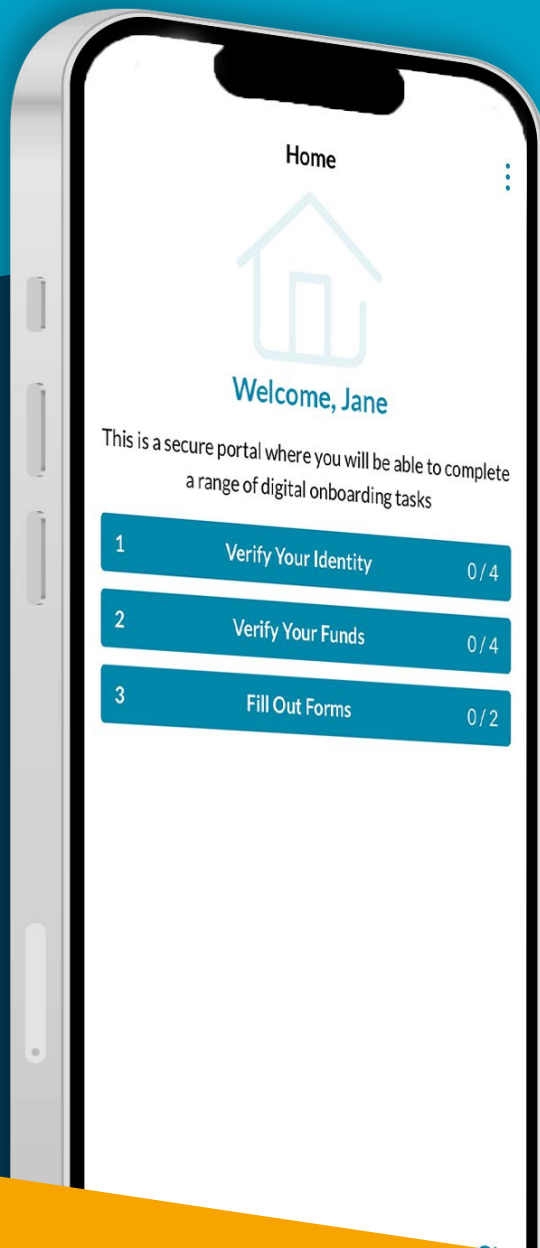 Home
Welcome, Jane
This is a secure portal where you will be able to complete
a range of digital onboarding tasks
1 Verify Your Identity 0/4
2 Verify Your Funds 0/4
3 Fill Out Forms 0/2